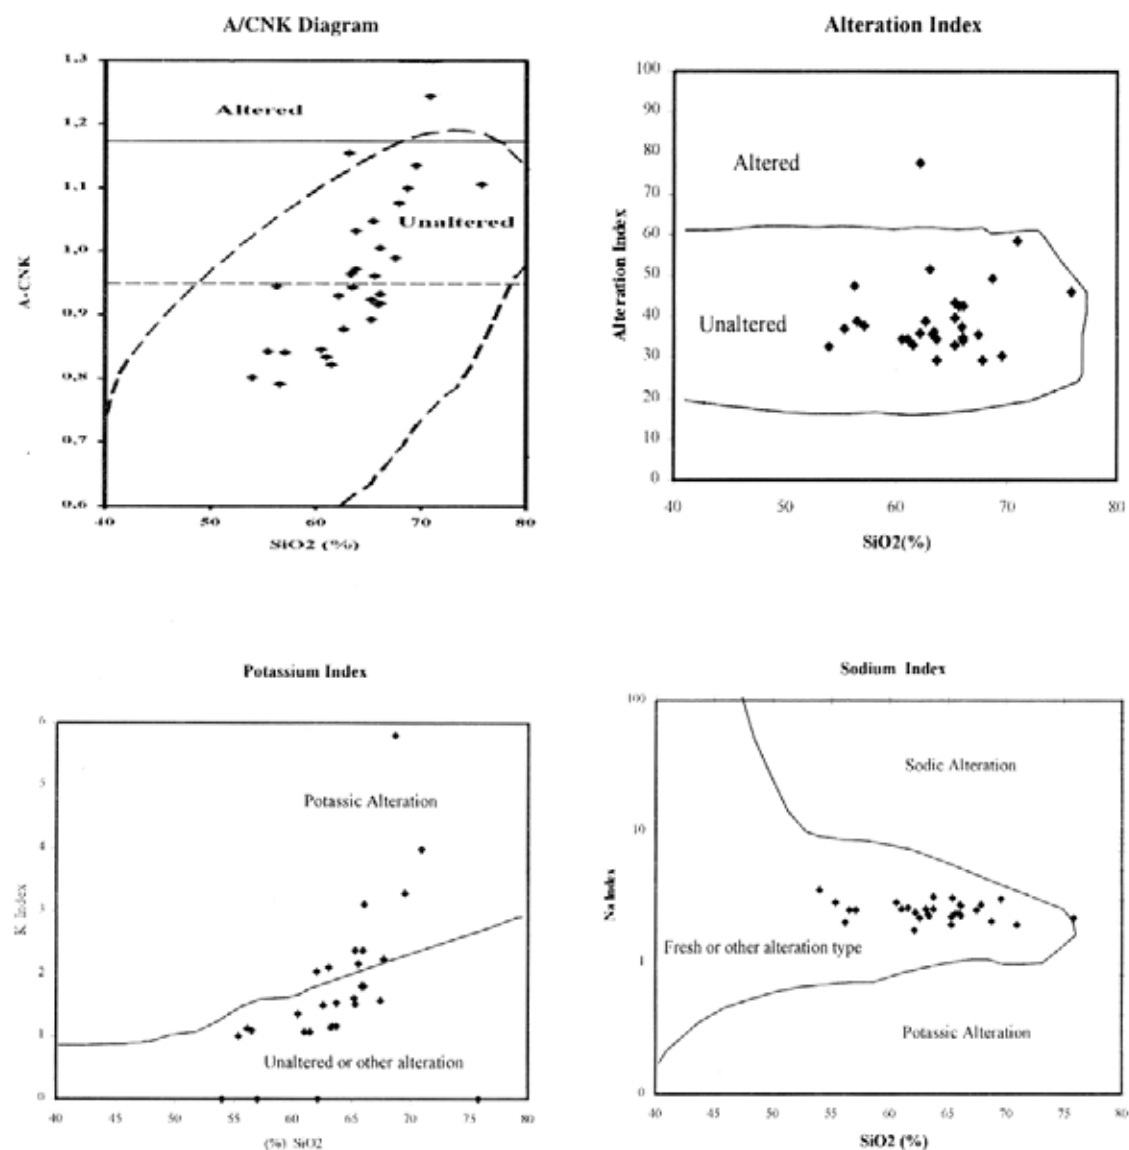 A/CNK Diagram
1,3
1,2
1,1
1,0
0,9
0,8
0,7
0,6
A-CNK
Altered
Unaltered
40 50 60 70 80
SiO2 (%)
Alteration Index
100
90
80
70
60
50
40
30
20
10
0
Alteration Index
Altered
Unaltered
40 50 60 70 80
SiO2(%)
Potassium Index
6
5
4
3
2
1
0
K Index
Potassic Alteration
Unaltered or other alteration
40 45 50 55 60 65 70 75 80
(%) SiO2
Sodium Index
100
10
1
0
Na Index
Sodic Alteration
Fresh or other alteration type
Potassic Alteration
40 45 50 55 60 65 70 75 80
SiO2 (%)